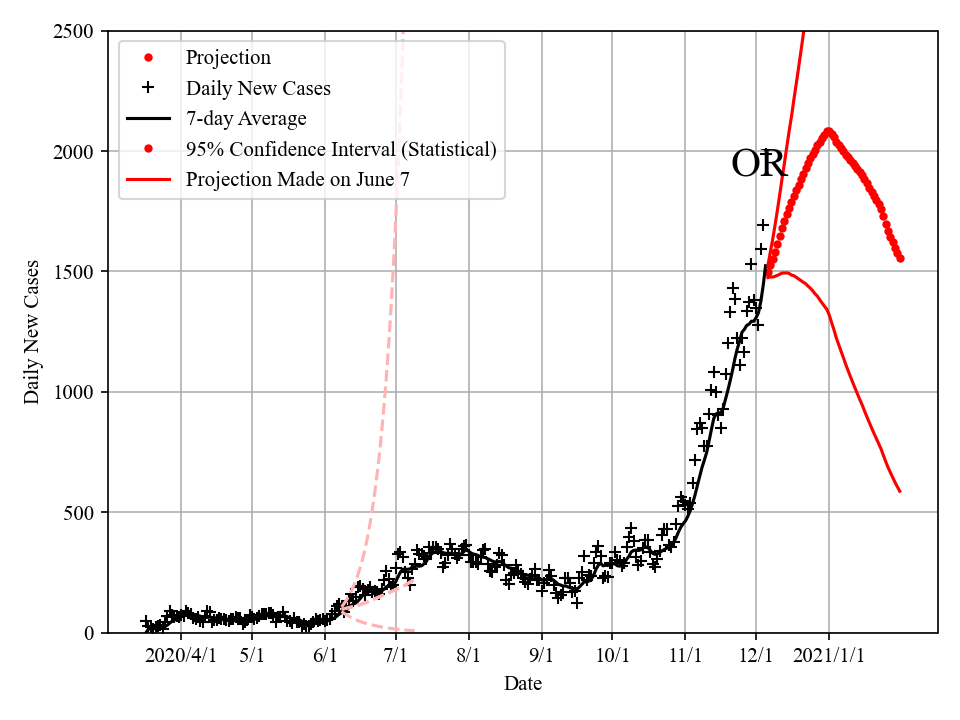 2500
2000
1500
1000
500
0
Daily New Cases
Projection
Daily New Cases
7-day Average
95% Confidence Interval (Statistical)
Projection Made on June 7
OR
2020/4/1 5/1 6/1 7/1 8/1 9/1 10/1 11/1 12/1 2021/1/1
Date